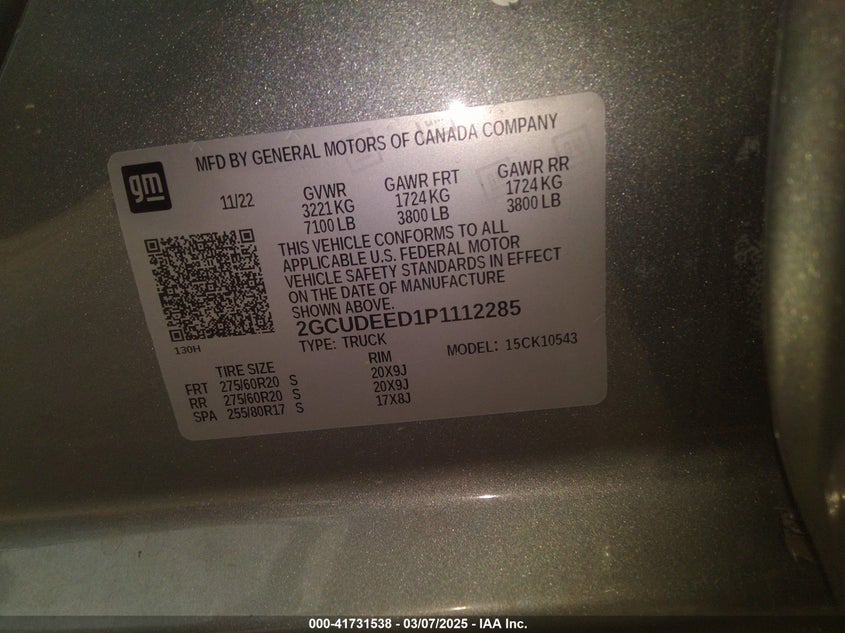 gm
MFD BY GENERAL MOTORS OF CANADA COMPANY
11/22
GVWR
3221 KG
7100 LB
GAWR FRT
1724 KG
3800 LB
GAWR RR
1724 KG
3800 LB
THIS VEHICLE CONFORMS TO ALL
APPLICABLE U.S. FEDERAL MOTOR
VEHICLE SAFETY STANDARDS IN EFFECT
ON THE DATE OF MANUFACTURE
SHOWN ABOVE.
2GCUDEED1P1112285
TYPE: TRUCK
MODEL: 15CK10543
130H
TIRE SIZE RIM
FRT 275/60R20 S 20X9J
RR 275/60R20 S 20X9J
SPA 255/80R17 S 17X8J
000-41731538 - 03/07/2025 - IAA Inc.